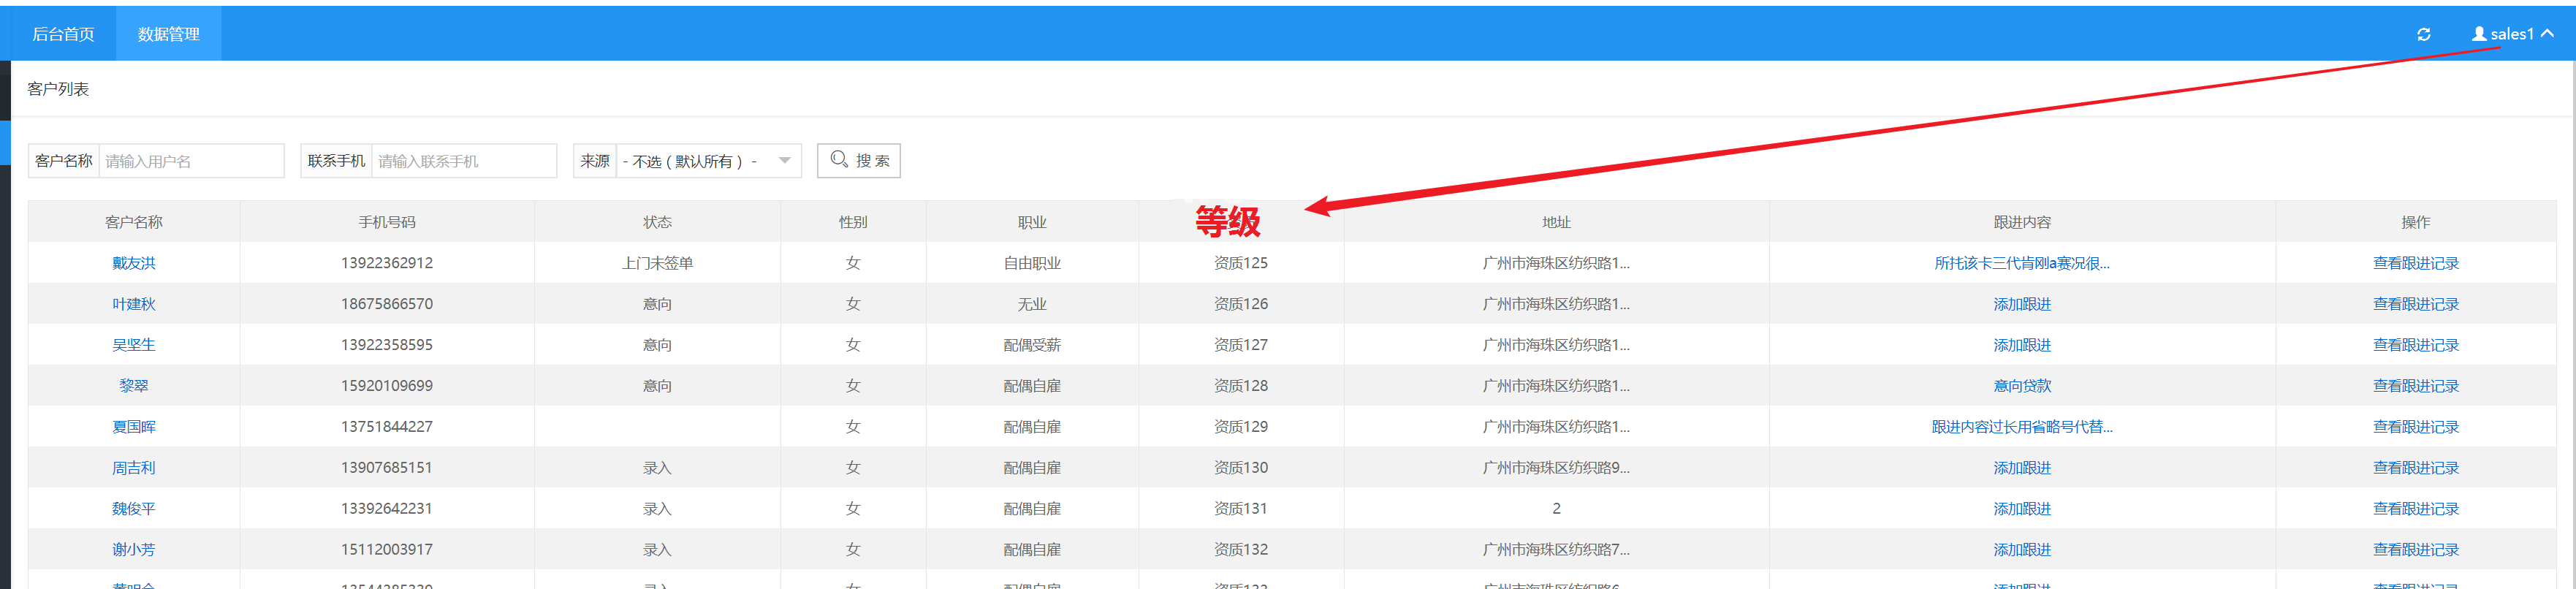 后台首页 数据管理 sales1
客户列表
客户名称 请输入用户名 联系手机 请输入联系手机 来源 - 不选（默认所有） - 搜 索
客户名称 手机号码 状态 性别 职业 等级 地址 跟进内容 操作
戴友洪 13922362912 上门未签单 女 自由职业 资质125 广州市海珠区纺织路1... 所扥该卡三代肯刚a赛况很... 查看跟进记录
叶建秋 18675866570 意向 女 无业 资质126 广州市海珠区纺织路1... 添加跟进 查看跟进记录
吴坚生 13922358595 意向 女 配偶受薪 资质127 广州市海珠区纺织路1... 添加跟进 查看跟进记录
黎翠 15920109699 意向 女 配偶自雇 资质128 广州市海珠区纺织路1... 意向贷款 查看跟进记录
夏国晖 13751844227 女 配偶自雇 资质129 广州市海珠区纺织路1... 跟进内容过长用省略号代替... 查看跟进记录
周吉利 13907685151 录入 女 配偶自雇 资质130 广州市海珠区纺织路9... 添加跟进 查看跟进记录
魏俊平 13392642231 录入 女 配偶自雇 资质131 2 添加跟进 查看跟进记录
谢小芳 15112003917 录入 女 配偶自雇 资质132 广州市海珠区纺织路7... 添加跟进 查看跟进记录